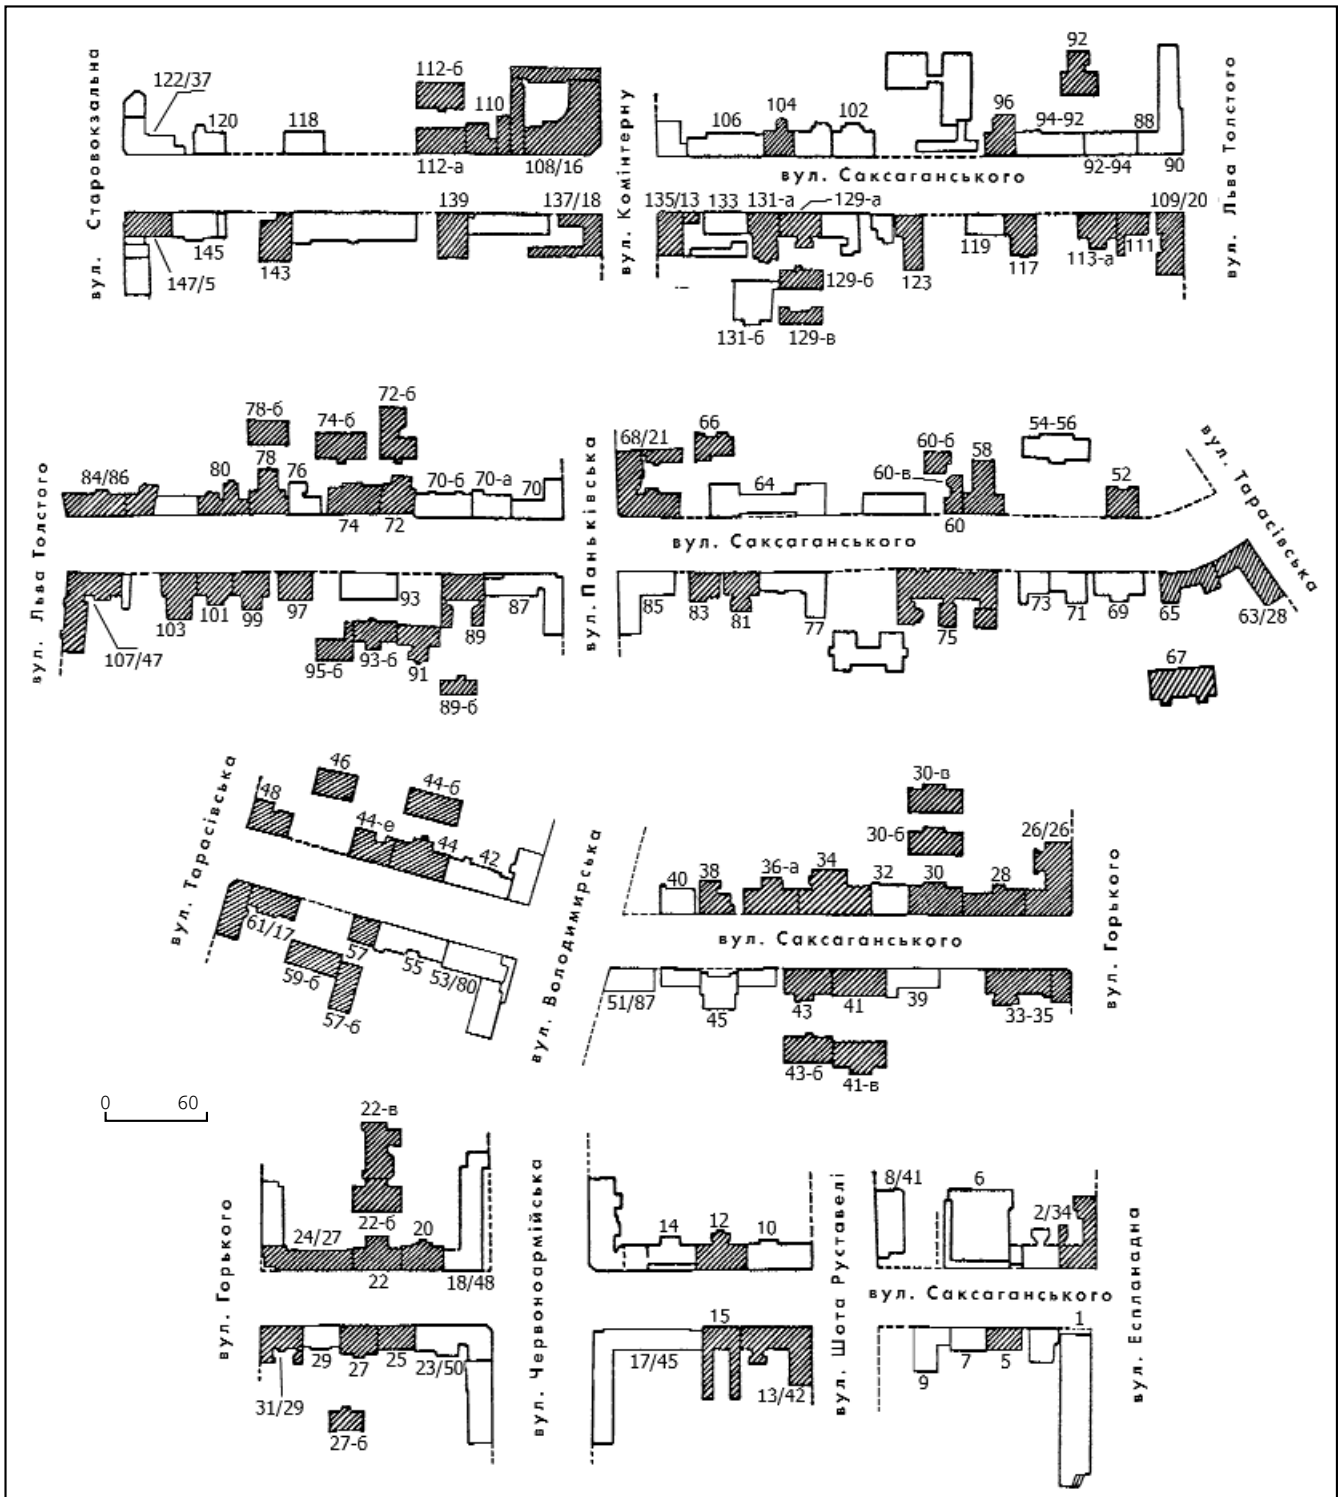 вул. Старовокзальна
122/37
120
118
112-б
110
112-а
108/16
вул. Комінтерну
106
104
102
96
92
94-92
88
92-94
90
вул. Льва Толстого
вул. Саксаганського
147/5
145
143
139
137/18
135/13
133
131-а
129-а
131-б
129-б
129-в
123
119
117
113-а
111
109/20
вул. Льва Толстого
84/86
80
78-б
78
76
74-б
74
72-б
72
70-б
70-а
70
вул. Паньківська
68/21
66
64
60-в
60-б
60
58
54-56
52
вул. Тарасівська
вул. Саксаганського
107/47
103
101
99
97
95-б
93
93-б
91
89
89-б
87
85
83
81
77
75
73
71
69
67
65
63/28
вул. Тарасівська
48
46
44-е
44-б
44
42
вул. Володимирська
40
38
36-а
34
32
30-в
30-б
30
28
26/26
вул. Горького
вул. Саксаганського
61/17
59-б
57
57-б
55
53/80
51/87
45
43
43-б
41
41-в
39
33-35
0 60
вул. Горького
24/27
22-в
22-б
22
20
18/48
вул. Червоноармійська
14
12
10
вул. Шота Руставелі
8/41
6
2/34
вул. Еспланадна
вул. Саксаганського
31/29
29
27
27-б
25
23/50
17/45
15
13/42
9
7
5
1